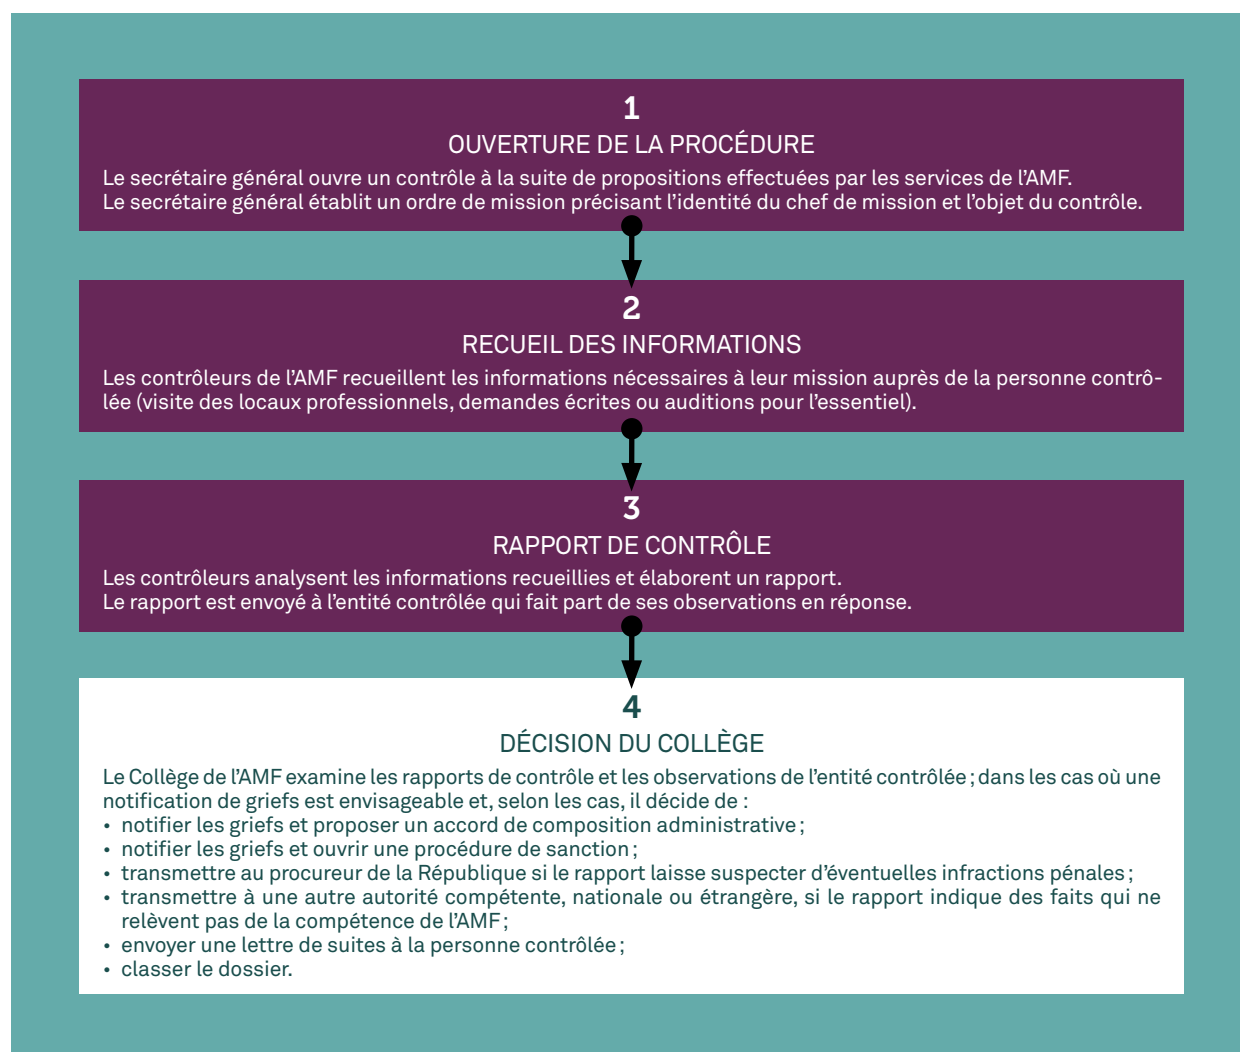 1
OUVERTURE DE LA PROCÉDURE
Le secrétaire général ouvre un contrôle à la suite de propositions effectuées par les services de l'AMF.
Le secrétaire général établit un ordre de mission précisant l'identité du chef de mission et l'objet du contrôle.
2
RECUEIL DES INFORMATIONS
Les contrôleurs de l'AMF recueillent les informations nécessaires à leur mission auprès de la personne contrô-
lée (visite des locaux professionnels, demandes écrites ou auditions pour l'essentiel).
3
RAPPORT DE CONTRÔLE
Les contrôleurs analysent les informations recueillies et élaborent un rapport.
Le rapport est envoyé à l'entité contrôlée qui fait part de ses observations en réponse.
4
DÉCISION DU COLLÈGE
Le Collège de l'AMF examine les rapports de contrôle et les observations de l'entité contrôlée ; dans les cas où une
notification de griefs est envisageable et, selon les cas, il décide de :
• notifier les griefs et proposer un accord de composition administrative ;
• notifier les griefs et ouvrir une procédure de sanction ;
• transmettre au procureur de la République si le rapport laisse suspecter d'éventuelles infractions pénales ;
• transmettre à une autre autorité compétente, nationale ou étrangère, si le rapport indique des faits qui ne
relèvent pas de la compétence de l'AMF ;
• envoyer une lettre de suites à la personne contrôlée ;
• classer le dossier.